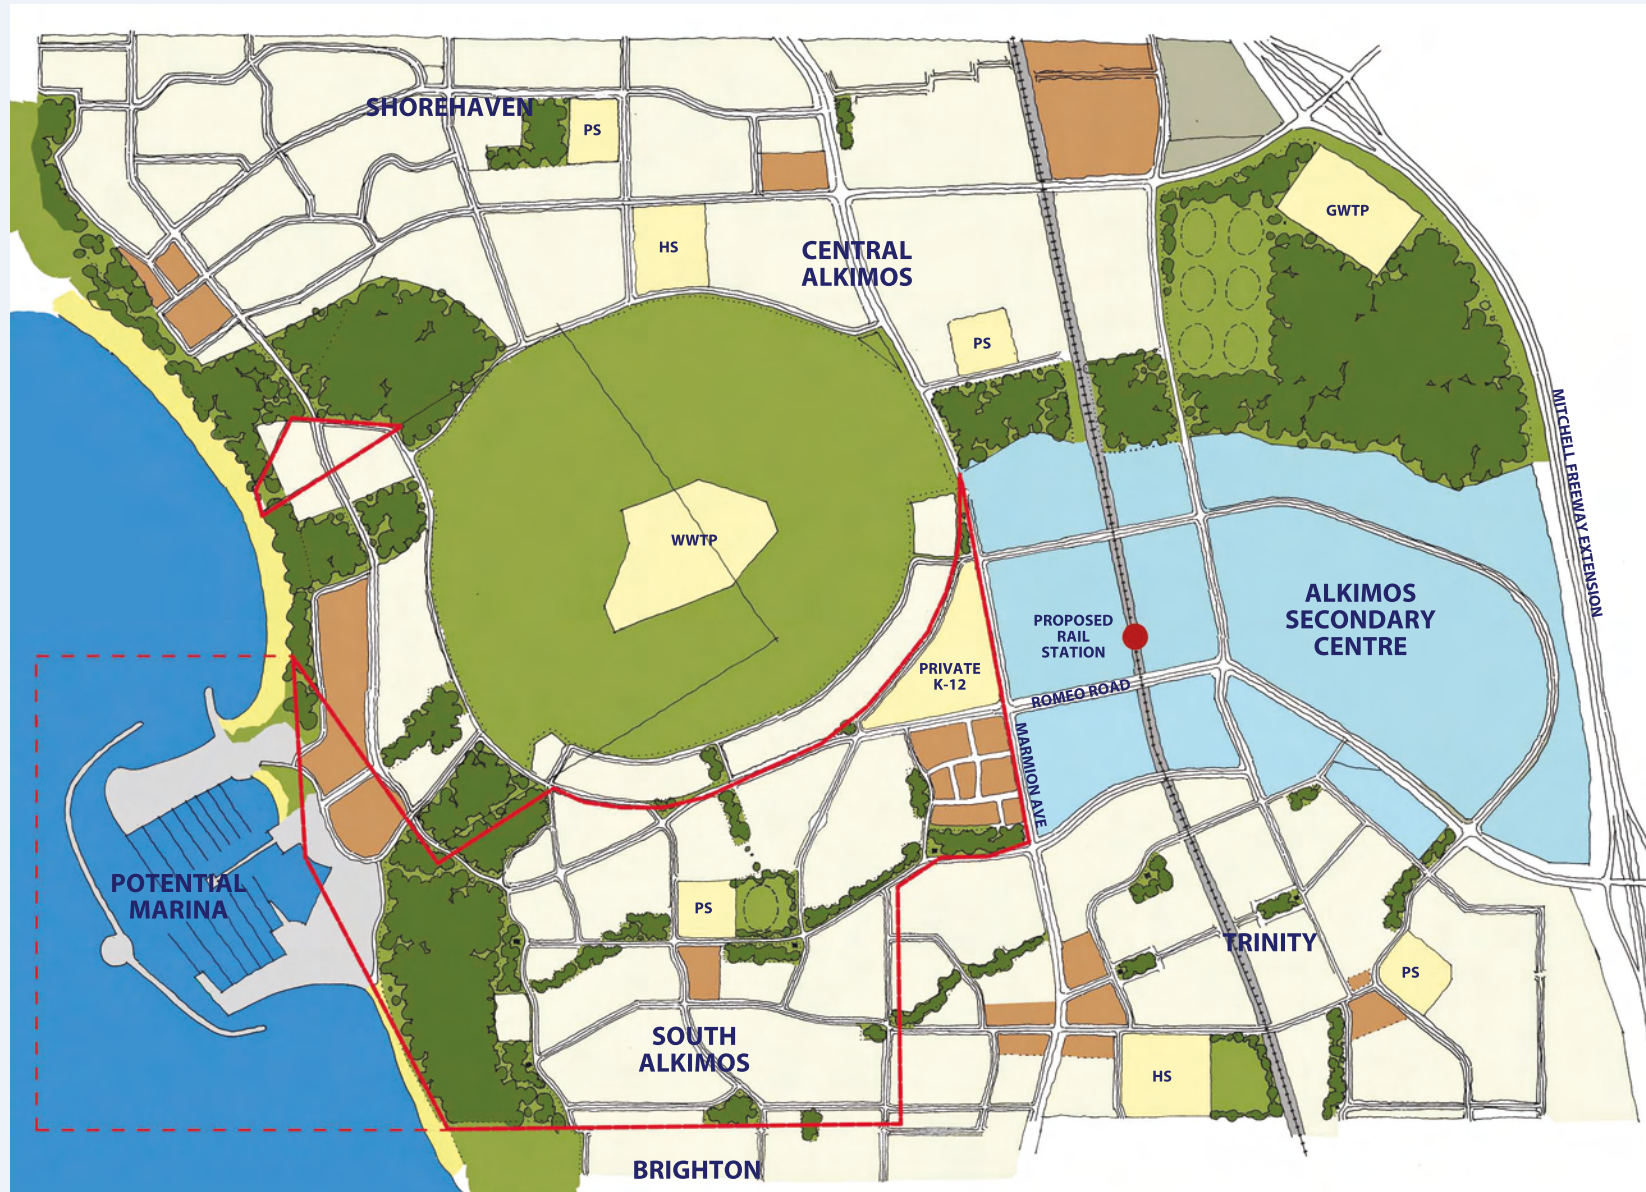 SHOREHAVEN
PS
GWTP
HS
CENTRAL
ALKIMOS
PS
MITCHELL FREEWAY EXTENSION
WWTP
ALKIMOS
SECONDARY
CENTRE
PROPOSED
RAIL
STATION
PRIVATE
K-12
ROMEO ROAD
MARMION AVE
POTENTIAL
MARINA
PS
TRINITY
PS
SOUTH
ALKIMOS
HS
BRIGHTON